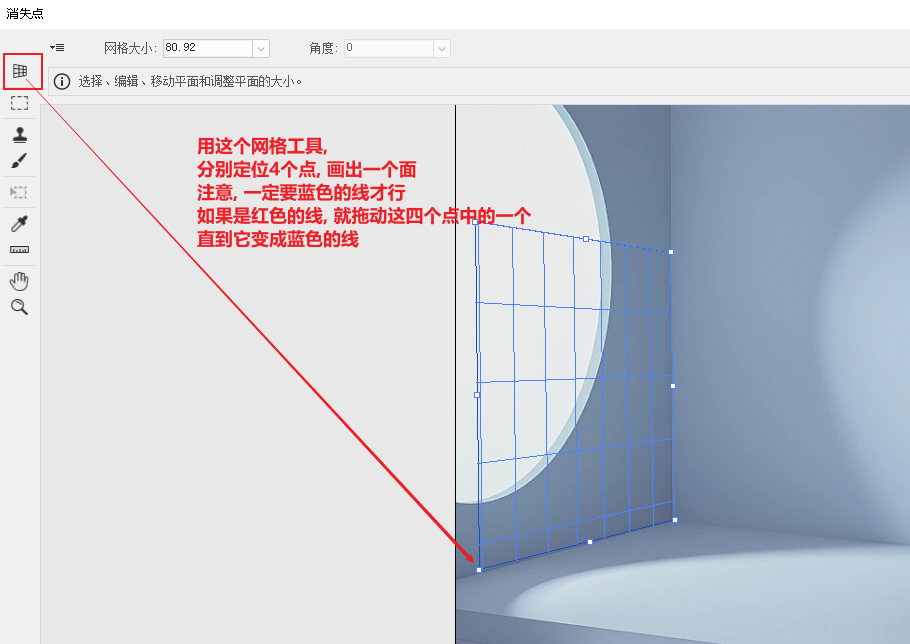 消失点
网格大小: 80.92 角度: 0
选择、编辑、移动平面和调整平面的大小。
用这个网格工具,
分别定位4个点, 画出一个面
注意, 一定要蓝色的线才行
如果是红色的线, 就拖动这四个点中的一个
直到它变成蓝色的线